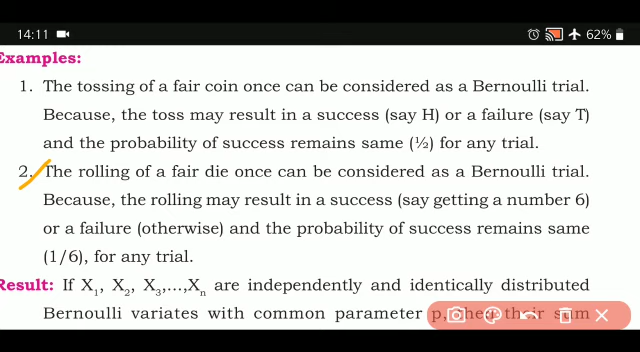 14:11
62%
Examples:
1. The tossing of a fair coin once can be considered as a Bernoulli trial.
Because, the toss may result in a success (say H) or a failure (say T)
and the probability of success remains same (½) for any trial.
2. The rolling of a fair die once can be considered as a Bernoulli trial.
Because, the rolling may result in a success (say getting a number 6)
or a failure (otherwise) and the probability of success remains same
(1/6), for any trial.
Result: If X₁, X₂, X₃,...,Xₙ are independently and identically distributed
Bernoulli variates with common parameter p, then their sum